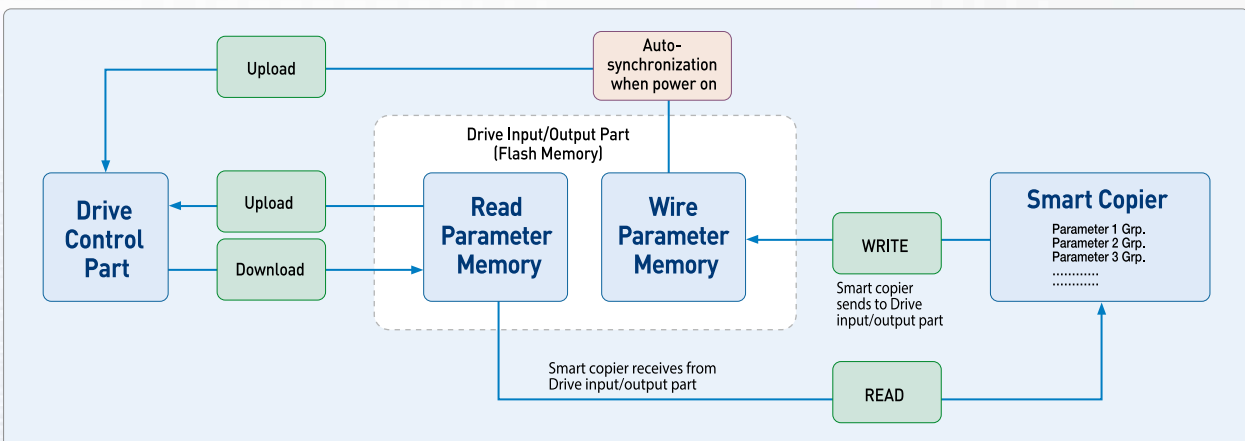 Upload
Auto-
synchronization
when power on
Drive Input/Output Part
(Flash Memory)
Drive
Control
Part
Upload
Download
Read
Parameter
Memory
Wire
Parameter
Memory
WRITE
Smart copier
sends to Drive
input/output part
Smart Copier
Parameter 1 Grp.
Parameter 2 Grp.
Parameter 3 Grp.
............
............
Smart copier receives from
Drive input/output part
READ